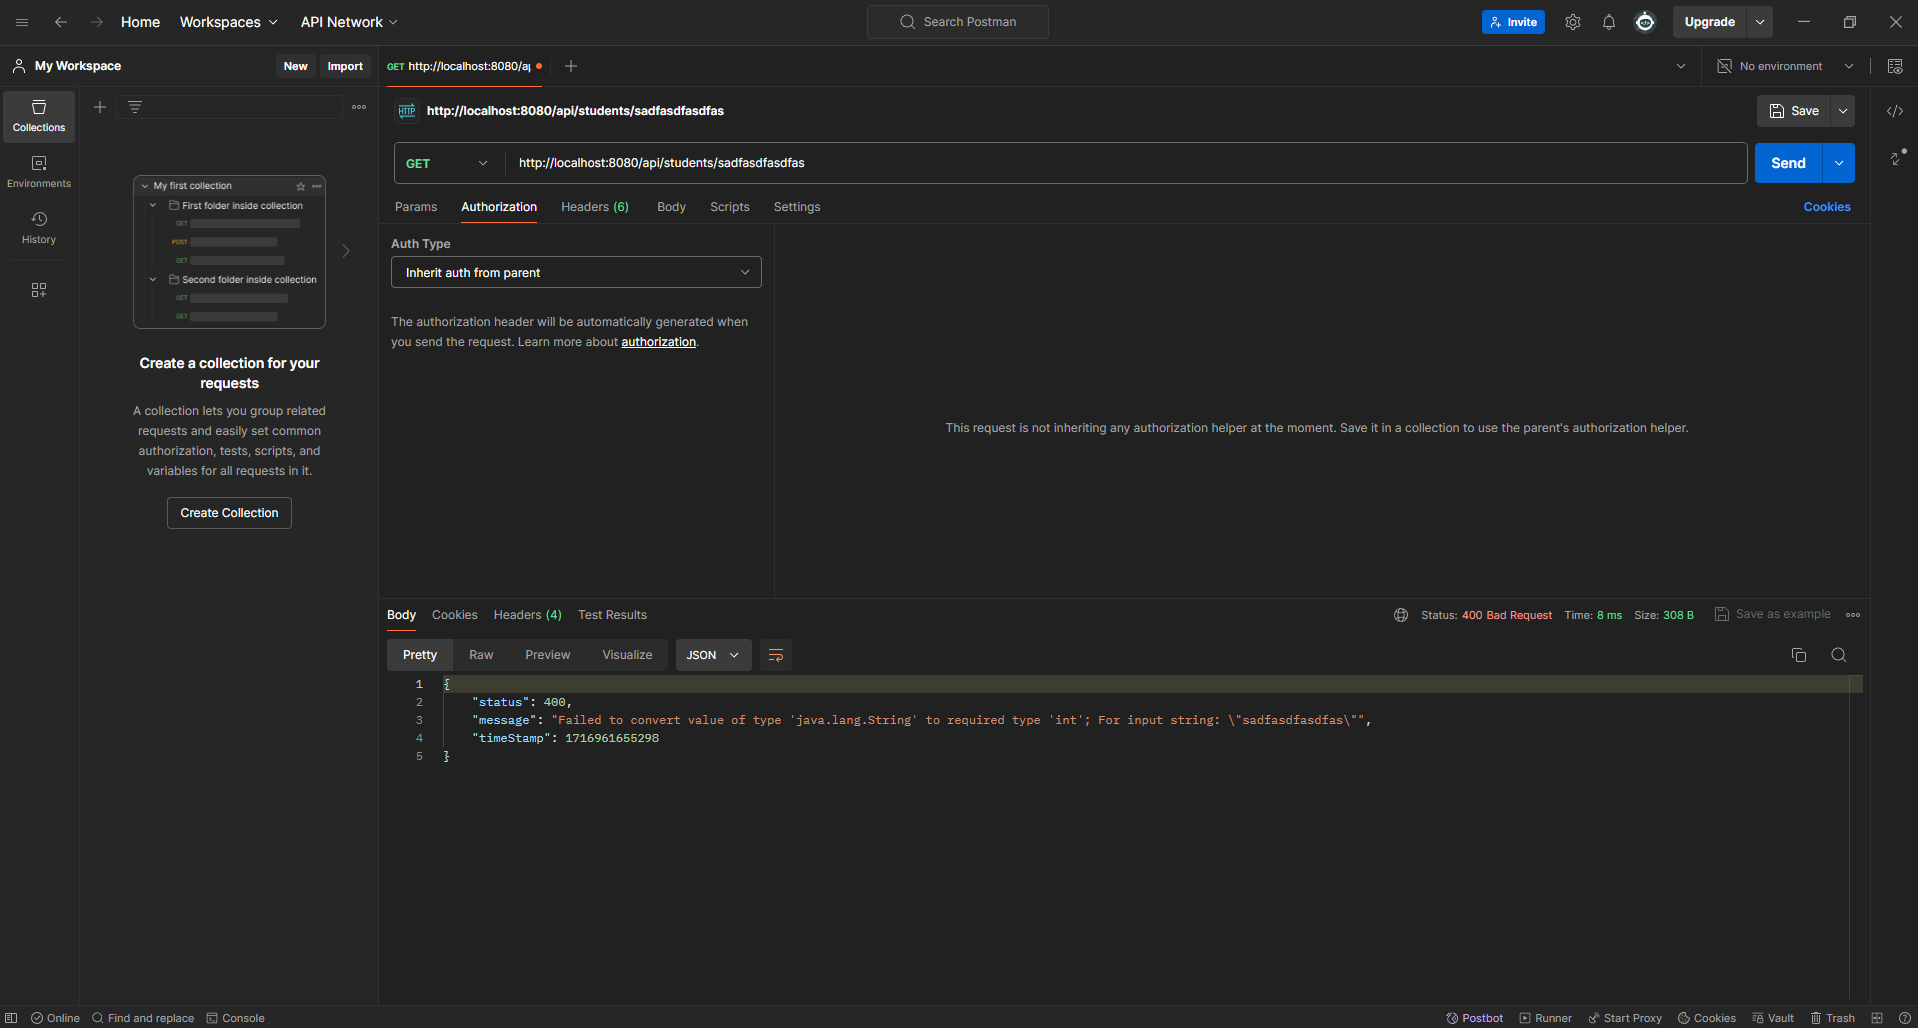 Home Workspaces API Network Search Postman Invite Upgrade
My Workspace New Import GET http://localhost:8080/a No environment
Collections
HTTP http://localhost:8080/api/students/sadfasdfasdfas Save
GET http://localhost:8080/api/students/sadfasdfasdfas Send
Environments
History
My first collection
First folder inside collection
GET
POST
GET
Second folder inside collection
GET
GET
Create a collection for your
requests
A collection lets you group related
requests and easily set common
authorization, tests, scripts, and
variables for all requests in it.
Create Collection
Params Authorization Headers (6) Body Scripts Settings Cookies
Auth Type
Inherit auth from parent
The authorization header will be automatically generated when
you send the request. Learn more about authorization.
This request is not inheriting any authorization helper at the moment. Save it in a collection to use the parent's authorization helper.
Body Cookies Headers (4) Test Results Status: 400 Bad Request Time: 8 ms Size: 308 B Save as example
Pretty Raw Preview Visualize JSON
1 {
2 "status": 400,
3 "message": "Failed to convert value of type 'java.lang.String' to required type 'int'; For input string: \"sadfasdfasdfas\"",
4 "timeStamp": 1716961655298
5 }
Online Find and replace Console Postbot Runner Start Proxy Cookies Vault Trash